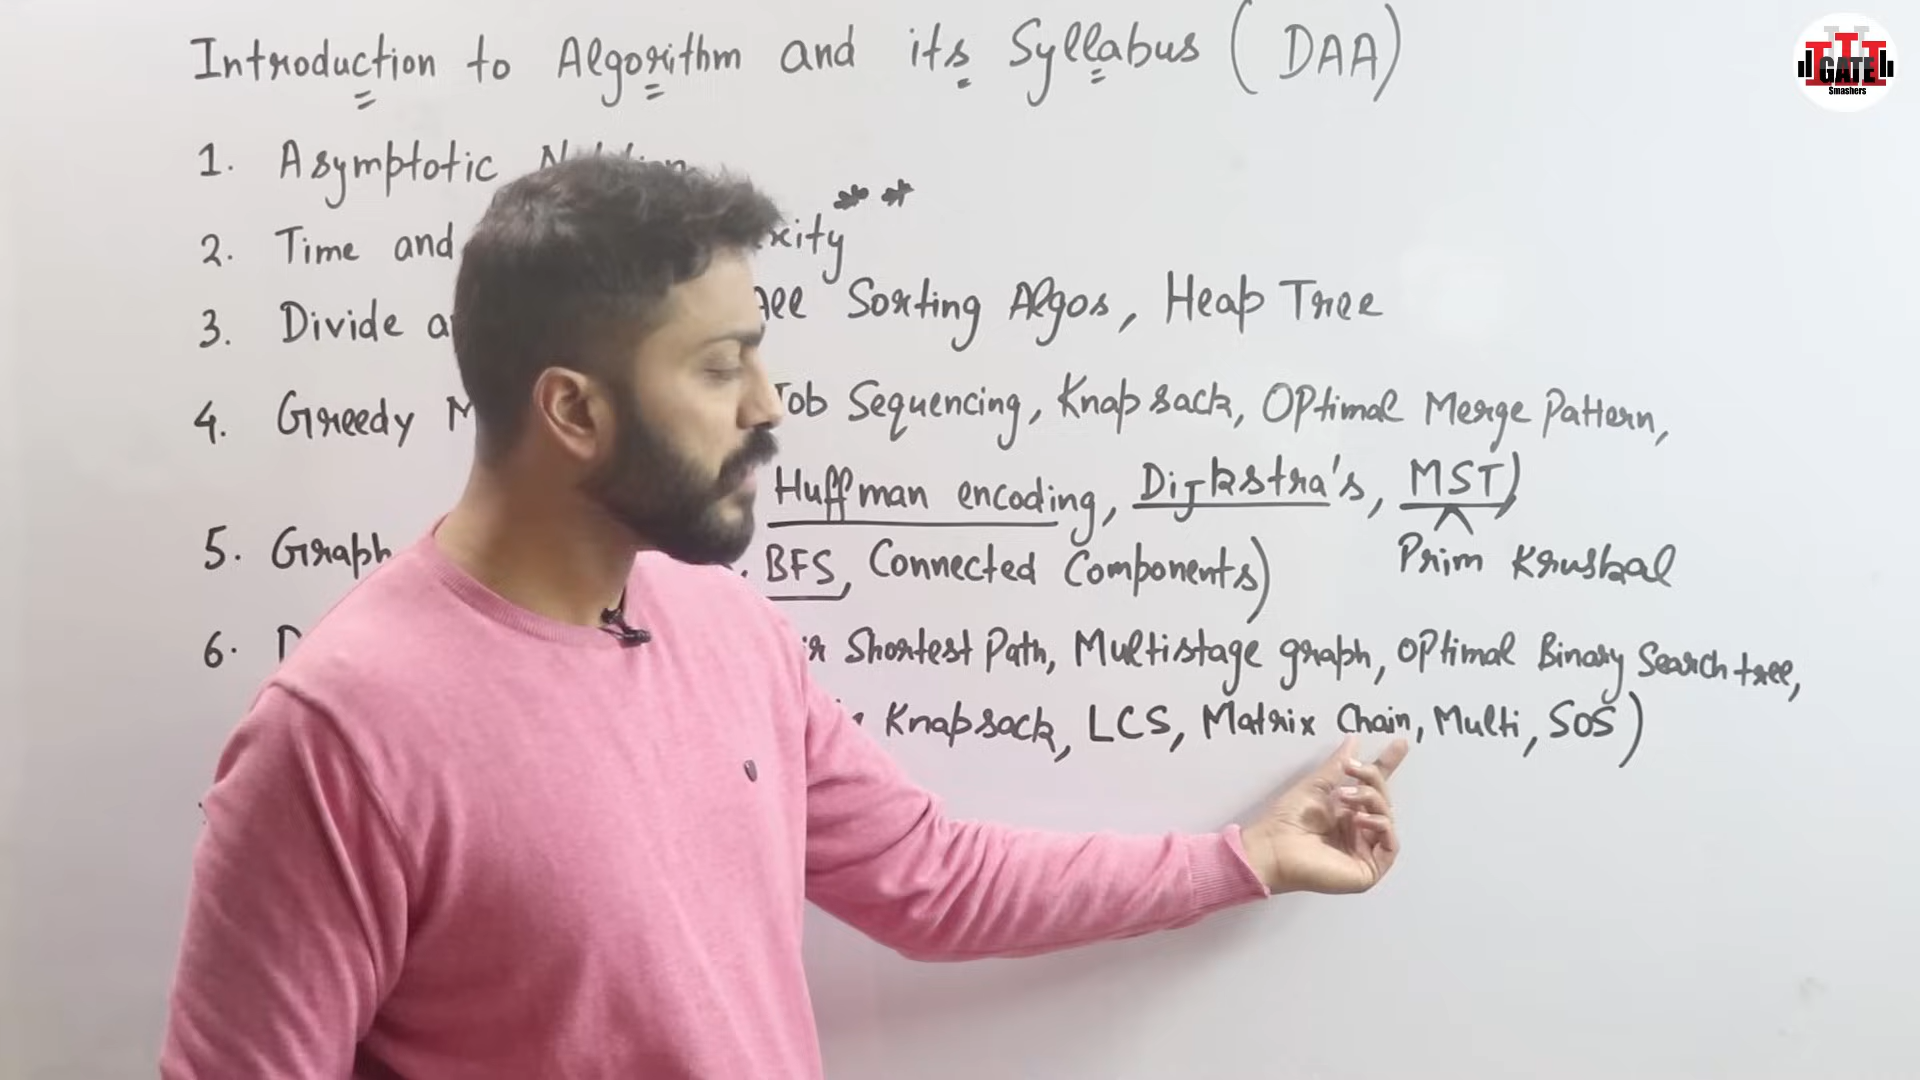 Introduction to Algorithm and its Syllabus (DAA)
GATE
Smashers
1. Asymptotic
2. Time and xity **
3. Divide Sorting Algos, Heap Tree
4. Greedy Job Sequencing, Knapsack, OPtimal Merge Pattern,
Huffman encoding, Dijkstra's, MST)
Prim Kruskal
5. Graph BFS, Connected Components)
6. Shortest Path, Multistage graph, OPtimal Binary Search tree,
Knapsack, LCS, Matrix Chain, Multi, SoS)